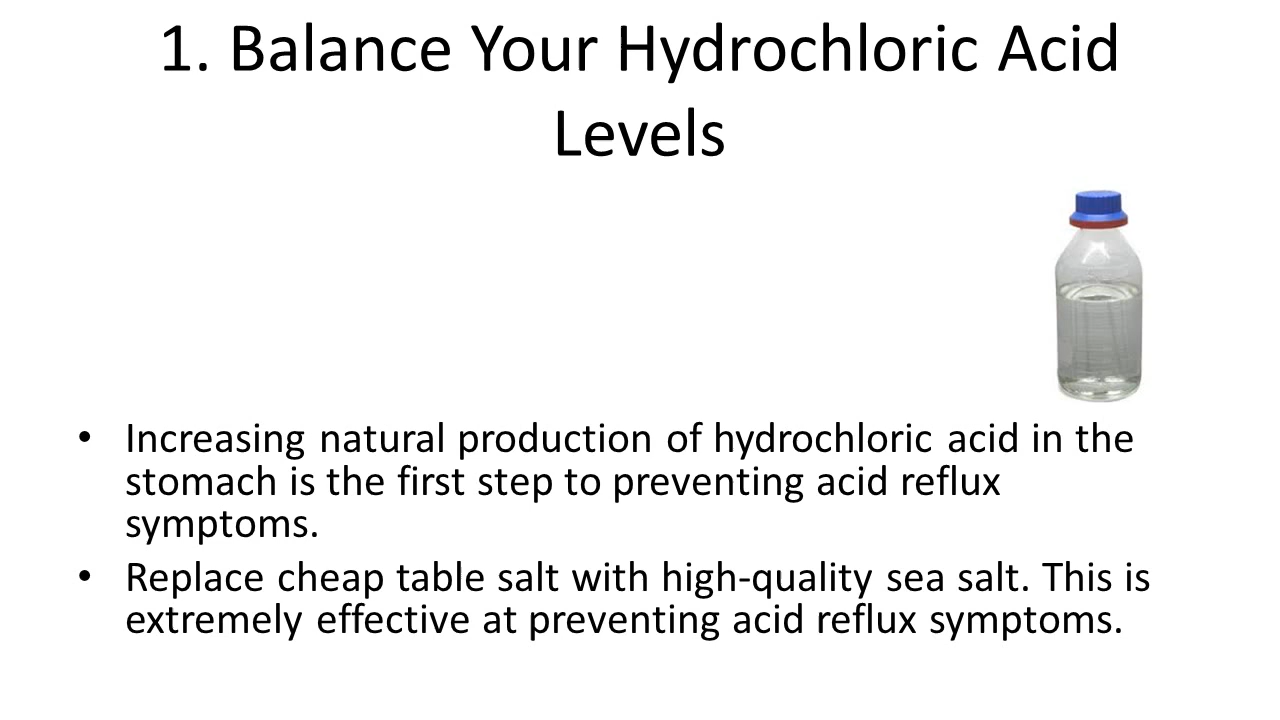 1. Balance Your Hydrochloric Acid
Levels
• Increasing natural production of hydrochloric acid in the
stomach is the first step to preventing acid reflux
symptoms.
• Replace cheap table salt with high-quality sea salt. This is
extremely effective at preventing acid reflux symptoms.